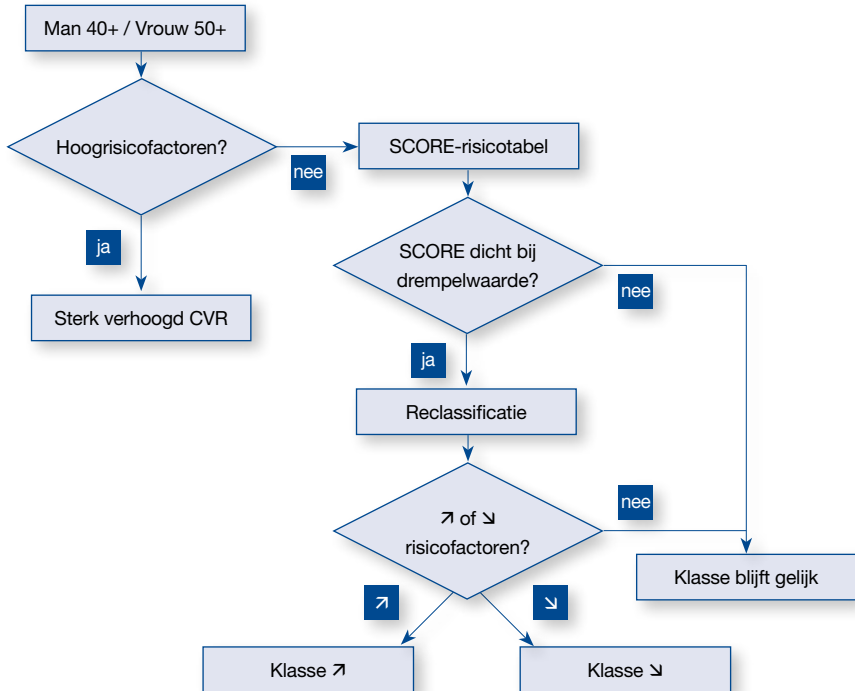 Man 40+ / Vrouw 50+
Hoogrisicofactoren?
nee
SCORE-risicotabel
ja
SCORE dicht bij
drempelwaarde?
nee
Sterk verhoogd CVR
ja
Reclassificatie
nee
↗ of ↘
risicofactoren?
Klasse blijft gelijk
↗
↘
Klasse ↗
Klasse ↘